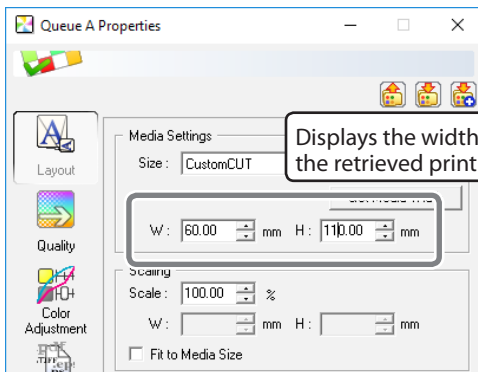 Queue A Properties
Displays the width
the retrieved print
Media Settings
Size : CustomCUT
W : 60.00 mm H : 110.00 mm
Layout
Quality
Scaling
Scale : 100.00 %
W : mm H : mm
Fit to Media Size
Color
Adjustment